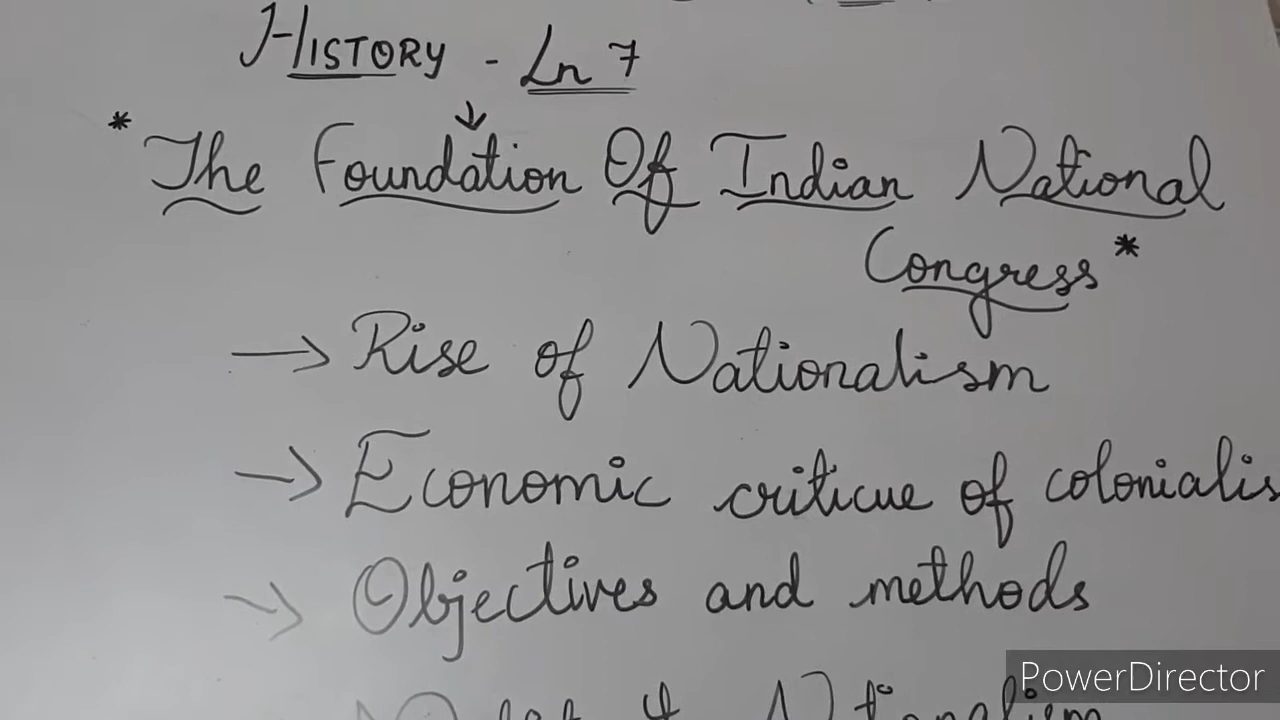 HISTORY - Ln 7
↓
* The Foundation Of Indian National
Congress *
→ Rise of Nationalism
→ Economic criticue of colonialis
→ Objectives and methods
PowerDirector